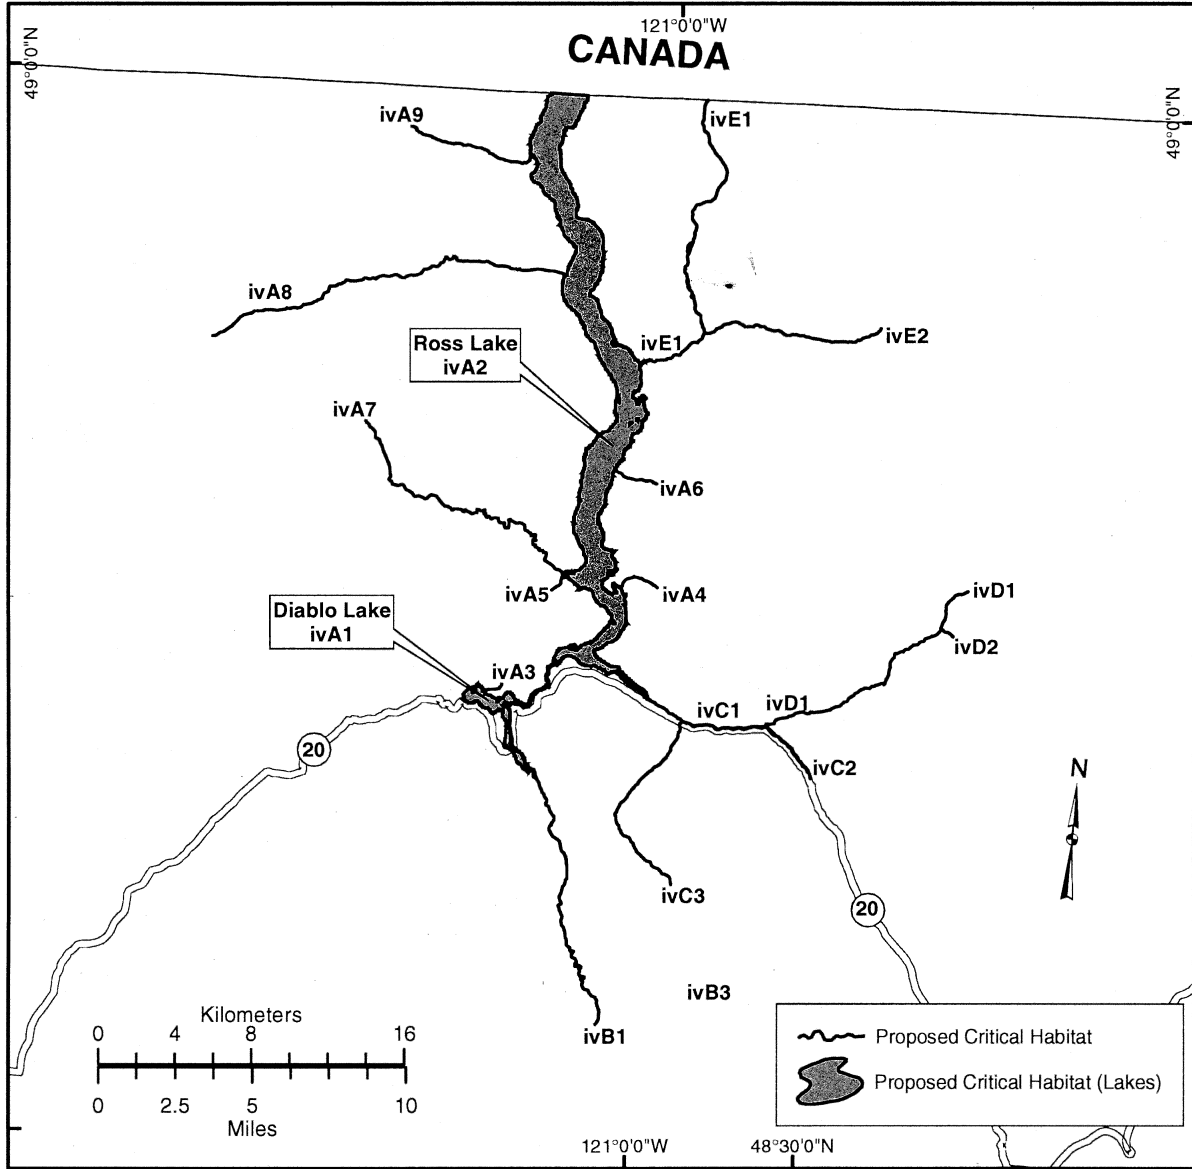 121°0'0"W
CANADA
49°0'0"N
49°0'0"N
ivA9
ivE1
ivA8
ivE1
ivE2
Ross Lake
ivA2
ivA7
ivA6
ivA5
ivA4
ivD1
Diablo Lake
ivA1
ivD2
ivA3
ivC1
ivD1
20
ivC2
N
ivC3
20
ivB3
ivB1
Kilometers
0 4 8 16
0 2.5 5 10
Miles
Proposed Critical Habitat
Proposed Critical Habitat (Lakes)
121°0'0"W
48°30'0"N